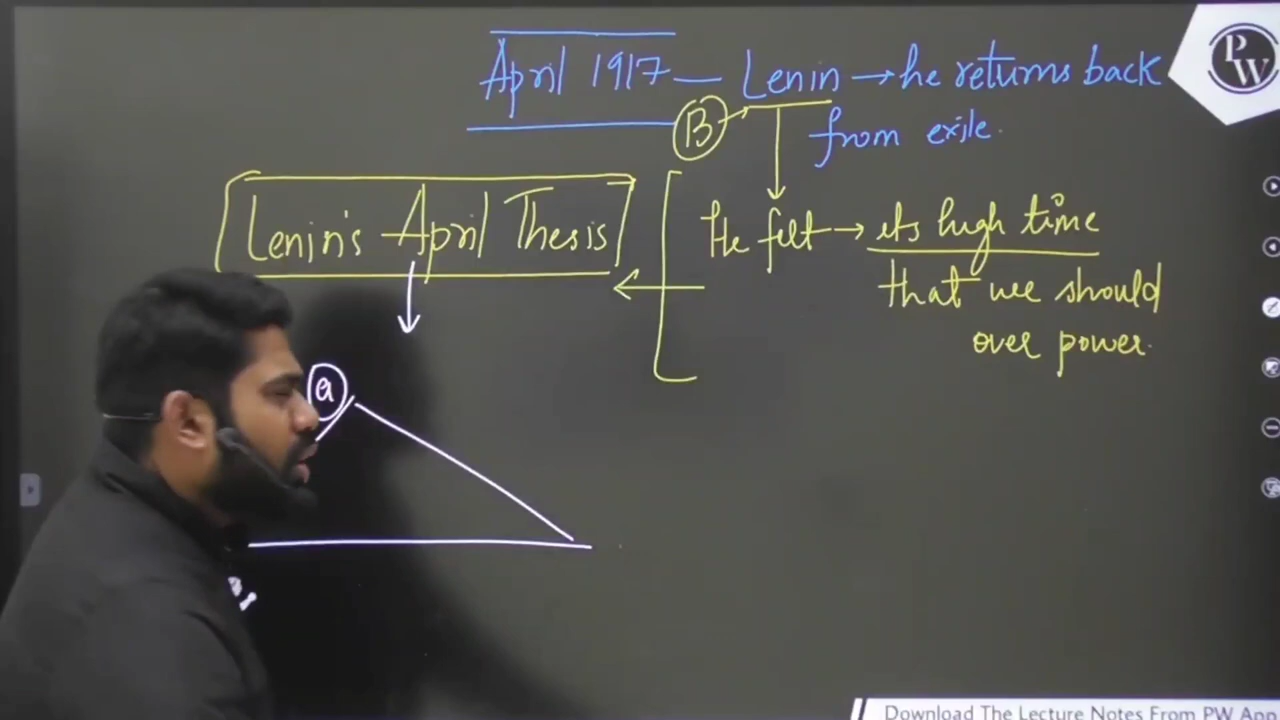 April 1917 — Lenin → he returns back
from exile.
B
Lenin's April Thesis
He felt → its high time
that we should
over power.
a
PW
Download The Lecture Notes From PW App